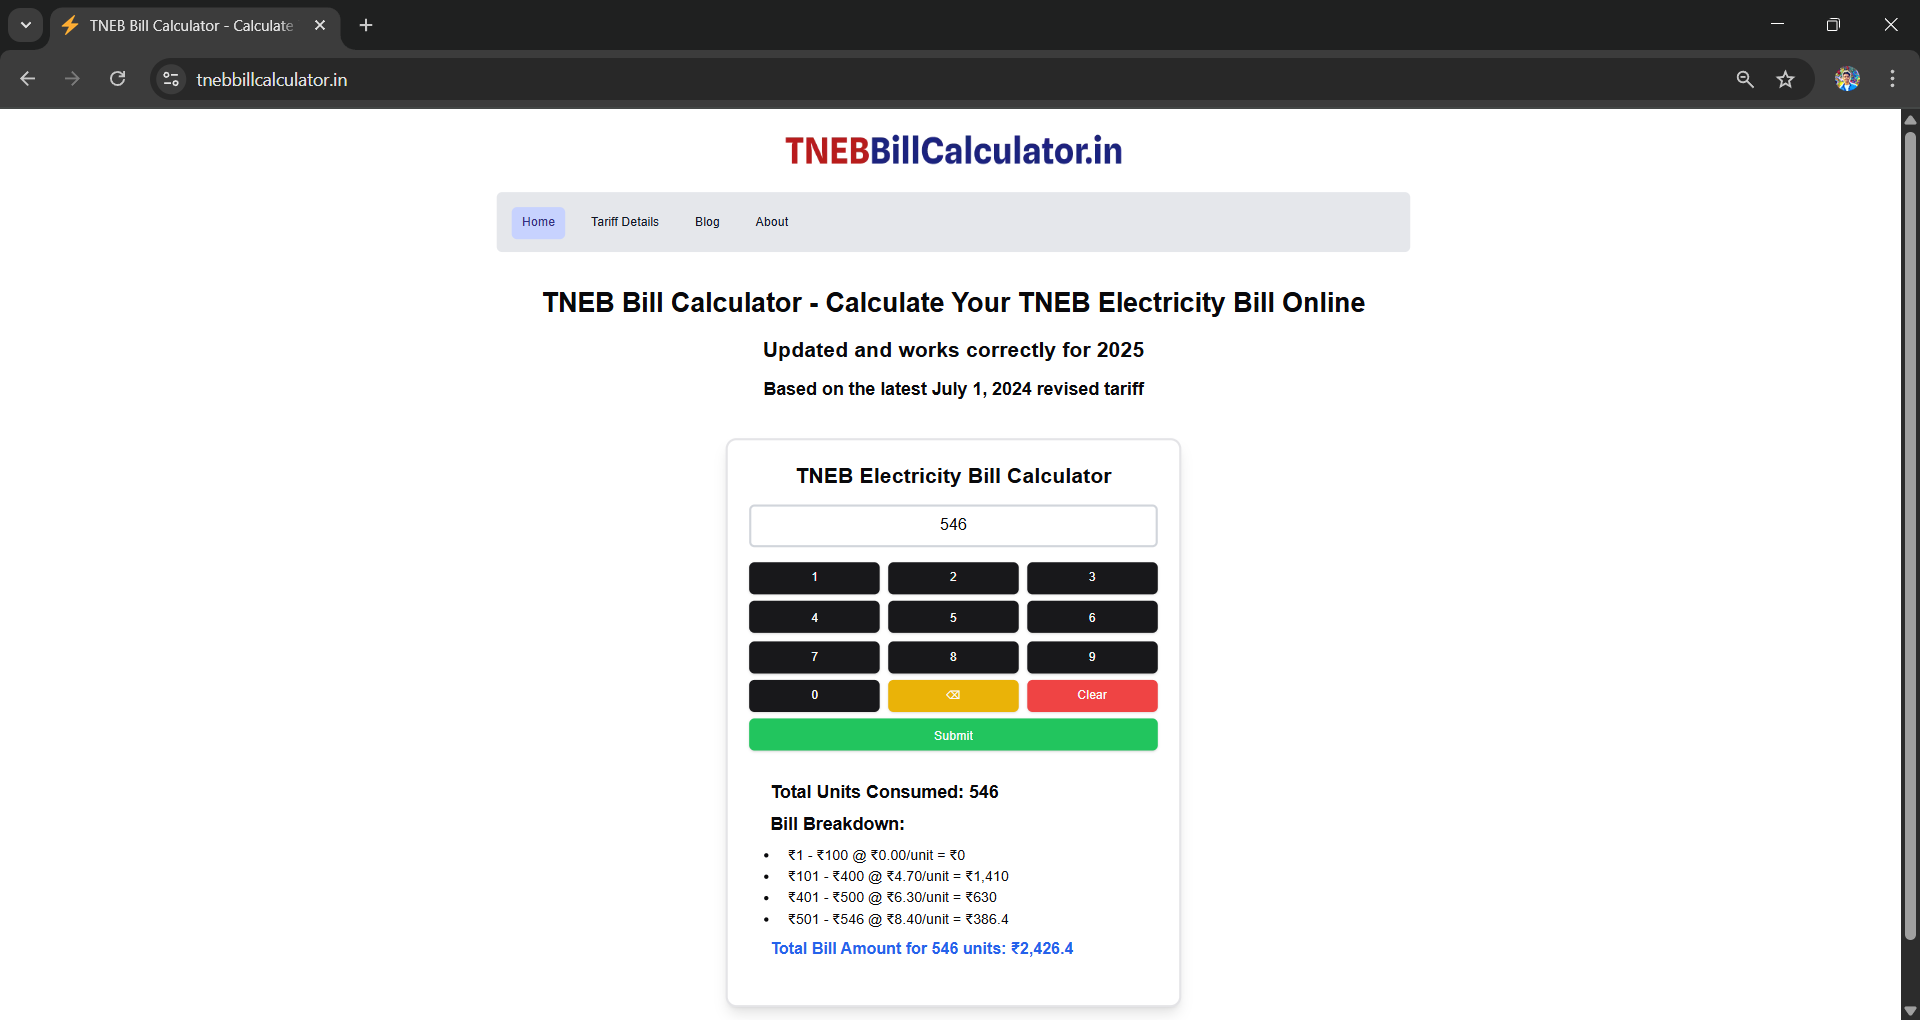 TNEB Bill Calculator - Calculate
tnebbillcalculator.in
TNEBBillCalculator.in
Home Tariff Details Blog About
TNEB Bill Calculator - Calculate Your TNEB Electricity Bill Online
Updated and works correctly for 2025
Based on the latest July 1, 2024 revised tariff
TNEB Electricity Bill Calculator
546
1 2 3
4 5 6
7 8 9
0 ⌫ Clear
Submit
Total Units Consumed: 546
Bill Breakdown:
• ₹1 - ₹100 @ ₹0.00/unit = ₹0
• ₹101 - ₹400 @ ₹4.70/unit = ₹1,410
• ₹401 - ₹500 @ ₹6.30/unit = ₹630
• ₹501 - ₹546 @ ₹8.40/unit = ₹386.4
Total Bill Amount for 546 units: ₹2,426.4